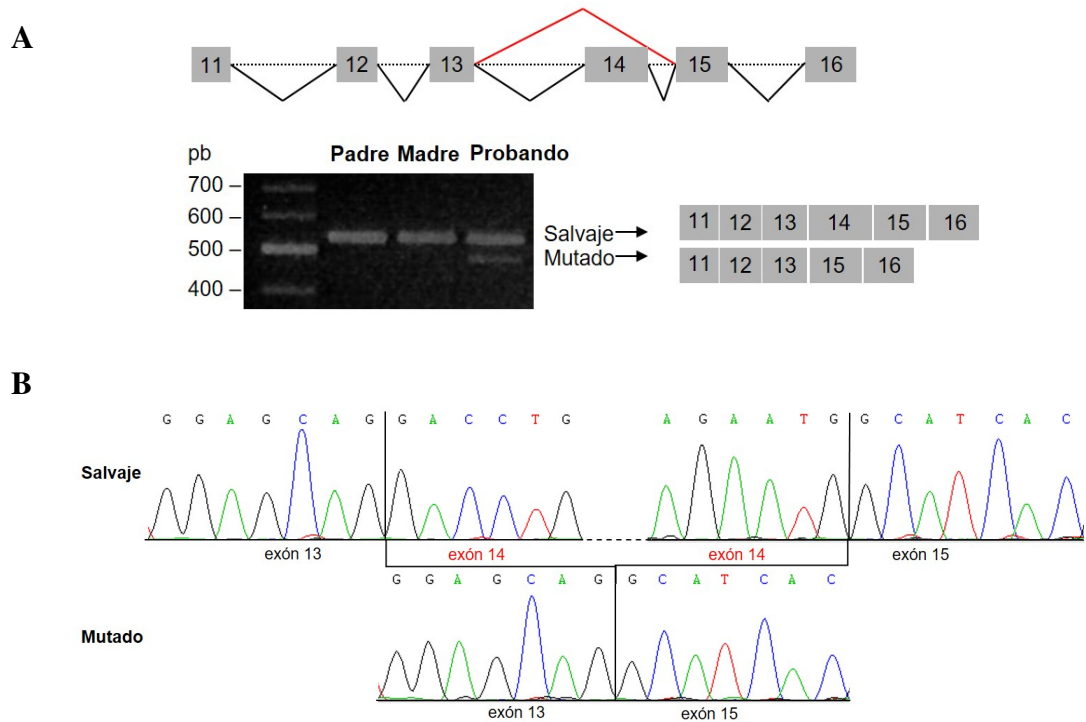 A
11 12 13 14 15 16
pb
Padre Madre Probando
700 –
600 –
500 –
400 –
Salvaje
Mutado
11 12 13 14 15 16
11 12 13 15 16
B
G G A G C A G G A C C T G A G A A T G G C A T C A C
Salvaje
exón 13 exón 14 exón 14 exón 15
G G A G C A G G C A T C A C
Mutado
exón 13 exón 15